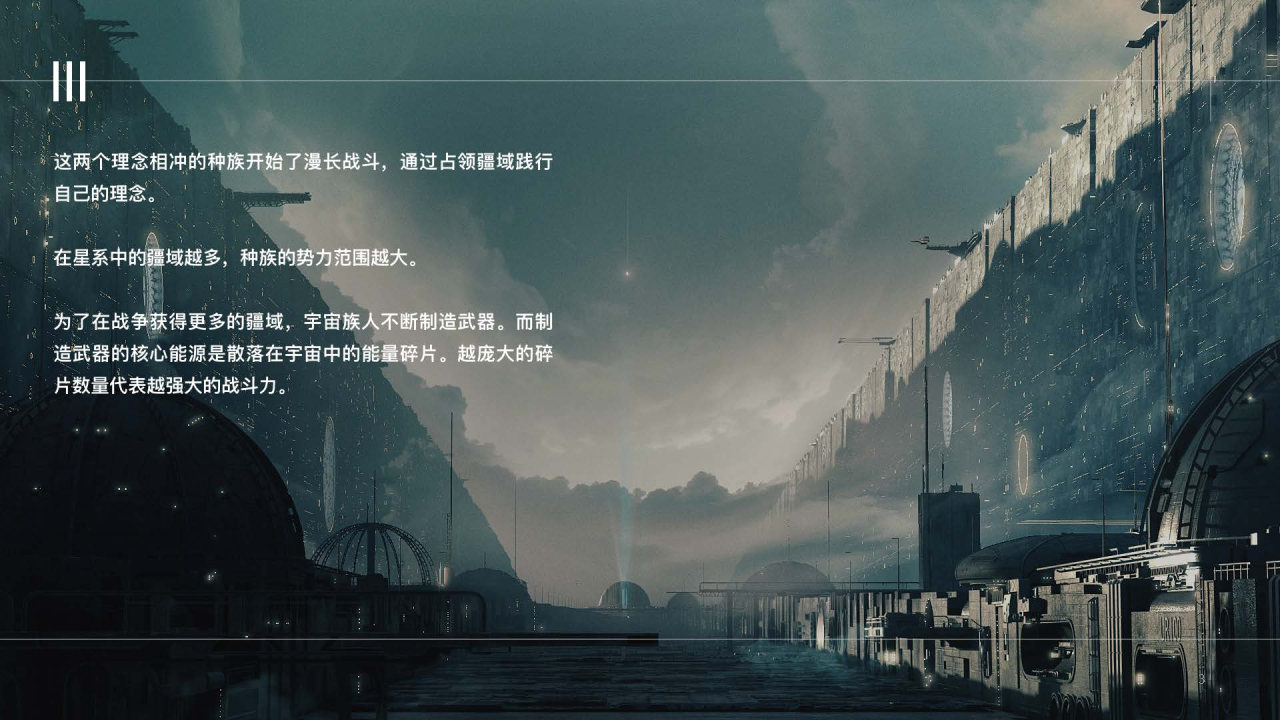 III
这两个理念相冲的种族开始了漫长战斗，通过占领疆域践行
自己的理念。
在星系中的疆域越多，种族的势力范围越大。
为了在战争获得更多的疆域，宇宙族人不断制造武器。而制
造武器的核心能源是散落在宇宙中的能量碎片。越庞大的碎
片数量代表越强大的战斗力。